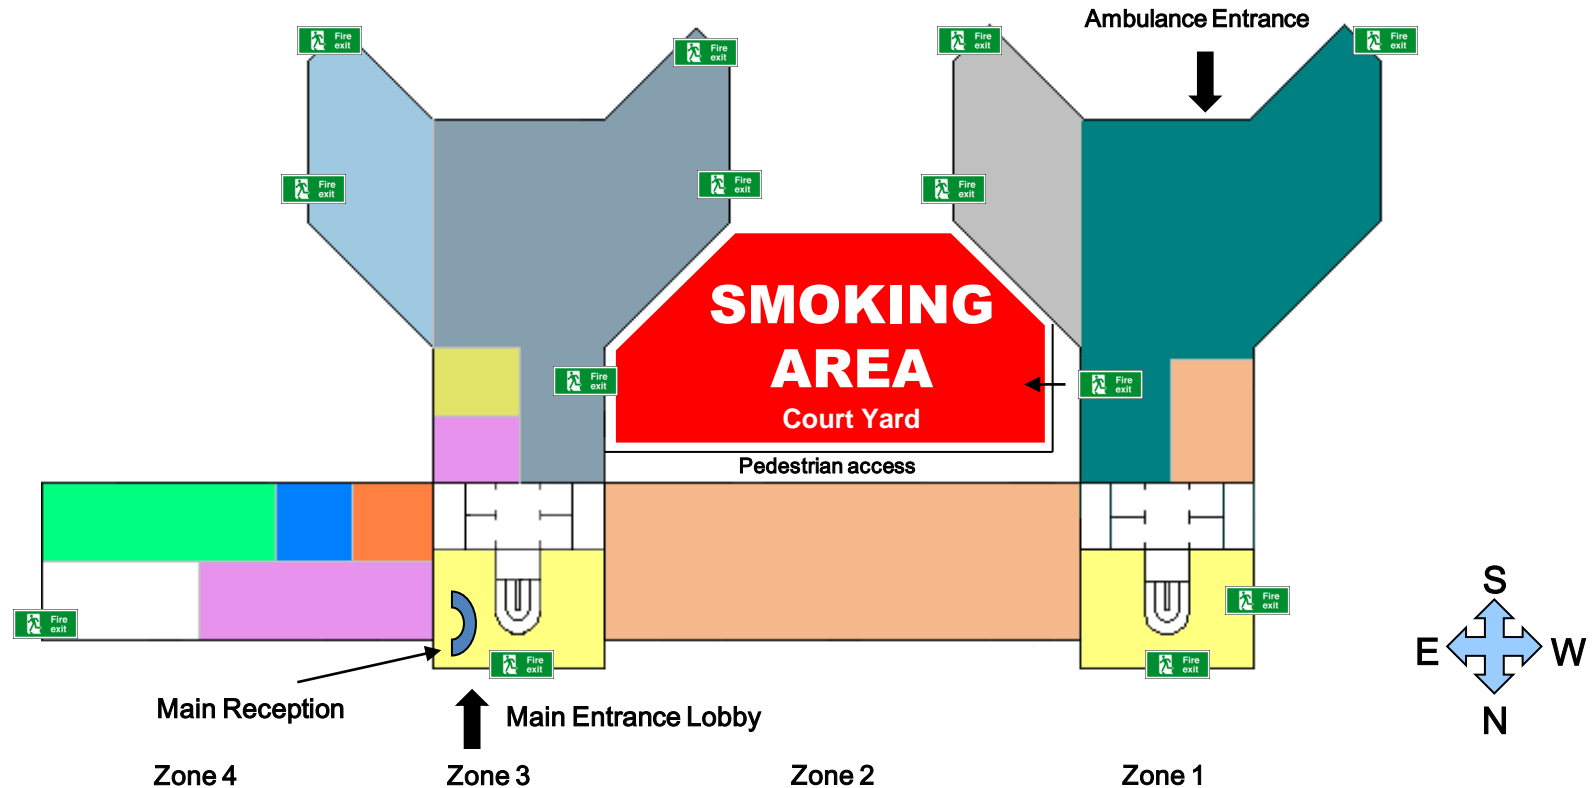 Ambulance Entrance
Fire
exit
Fire
exit
Fire
exit
Fire
exit
Fire
exit
Fire
exit
Fire
exit
SMOKING
AREA
Court Yard
Fire
exit
Fire
exit
Pedestrian access
Fire
exit
Fire
exit
Fire
exit
Fire
exit
S
E
W
N
Main Reception
Main Entrance Lobby
Zone 4
Zone 3
Zone 2
Zone 1